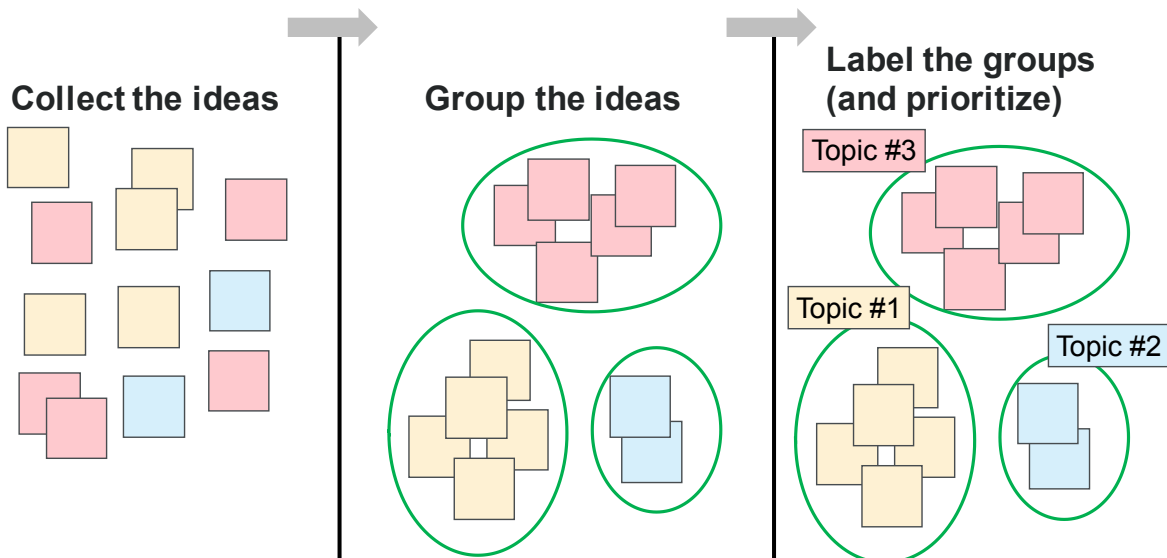 Collect the ideas
Group the ideas
Label the groups
(and prioritize)
Topic #3
Topic #1
Topic #2